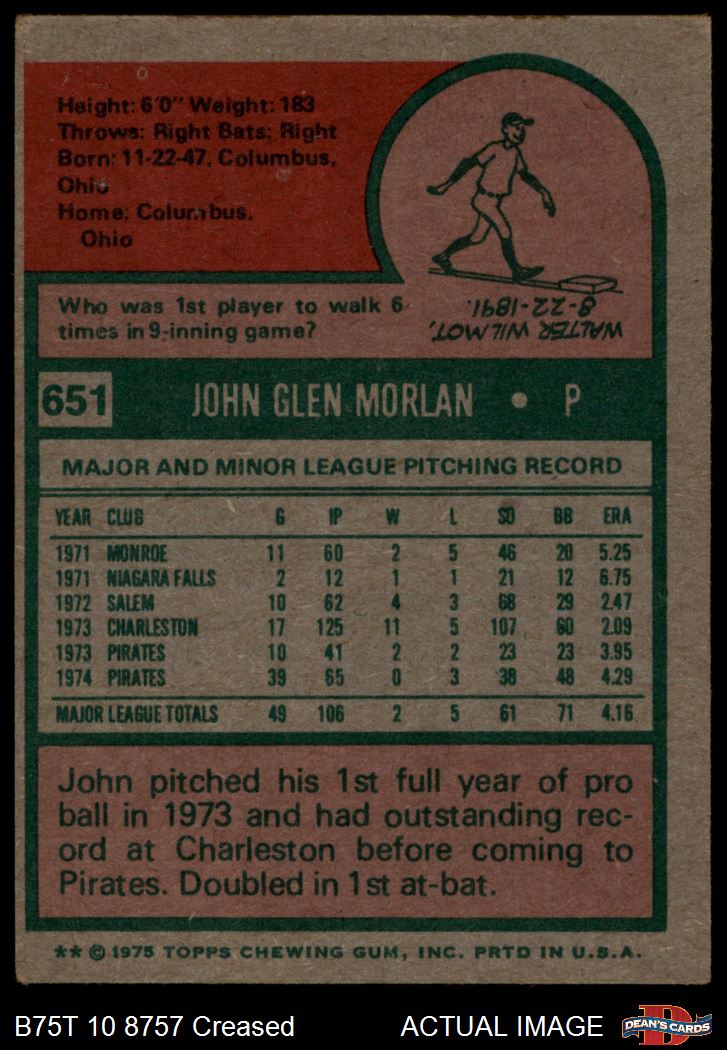 Height: 6'0" Weight: 183
Throws: Right Bats: Right
Born: 11-22-47, Columbus,
Ohio
Home: Columbus,
Ohio
Who was 1st player to walk 6
times in 9-inning game?
WALTER WILMOT,
8-22-1891.
651 JOHN GLEN MORLAN • P
MAJOR AND MINOR LEAGUE PITCHING RECORD
YEAR CLUB G IP W L SO BB ERA
1971 MONROE 11 60 2 5 46 20 5.25
1971 NIAGARA FALLS 2 12 1 1 21 12 6.75
1972 SALEM 10 62 4 3 68 29 2.47
1973 CHARLESTON 17 125 11 5 107 60 2.09
1973 PIRATES 10 41 2 2 23 23 3.95
1974 PIRATES 39 65 0 3 38 48 4.29
MAJOR LEAGUE TOTALS 49 106 2 5 61 71 4.16
John pitched his 1st full year of pro
ball in 1973 and had outstanding rec-
ord at Charleston before coming to
Pirates. Doubled in 1st at-bat.
** © 1975 TOPPS CHEWING GUM, INC. PRTD IN U.S.A.
B75T 10 8757 Creased ACTUAL IMAGE DEAN'S CARDS